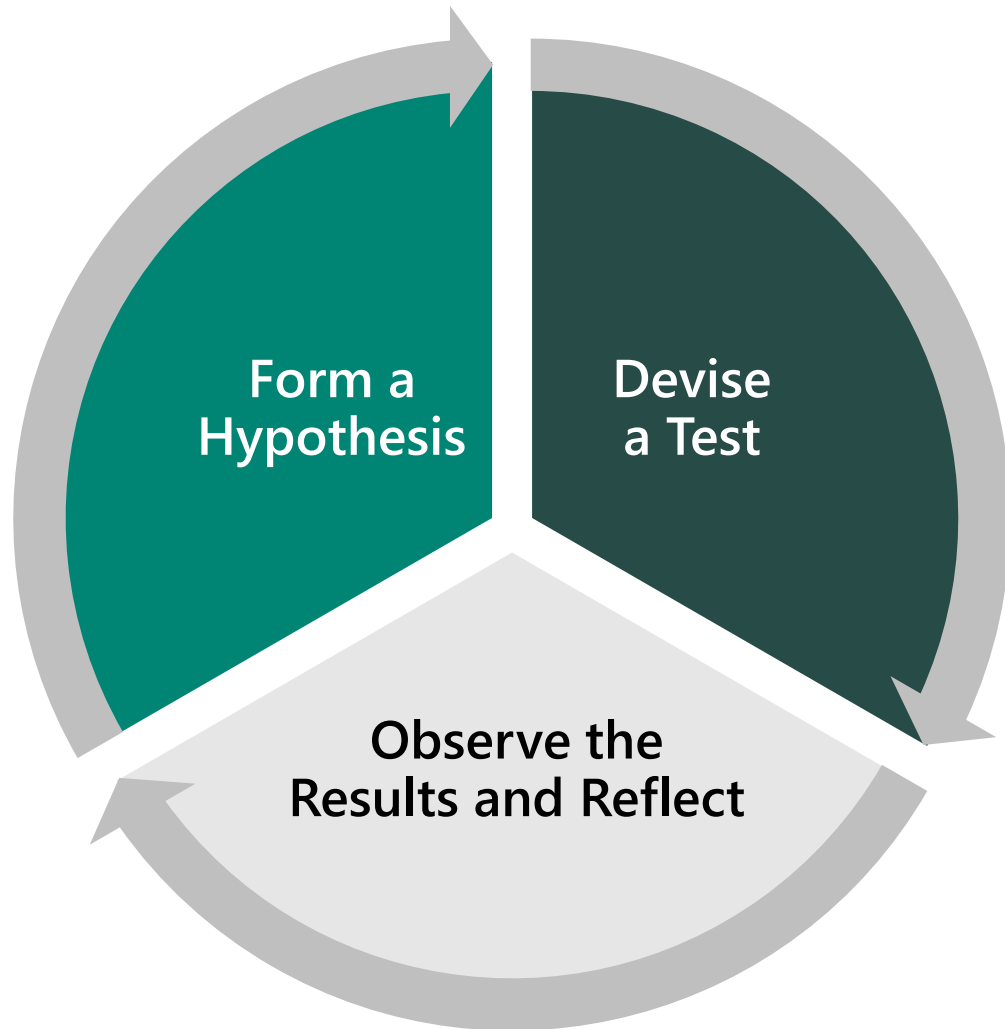 Form a
Hypothesis
Devise
a Test
Observe the
Results and Reflect